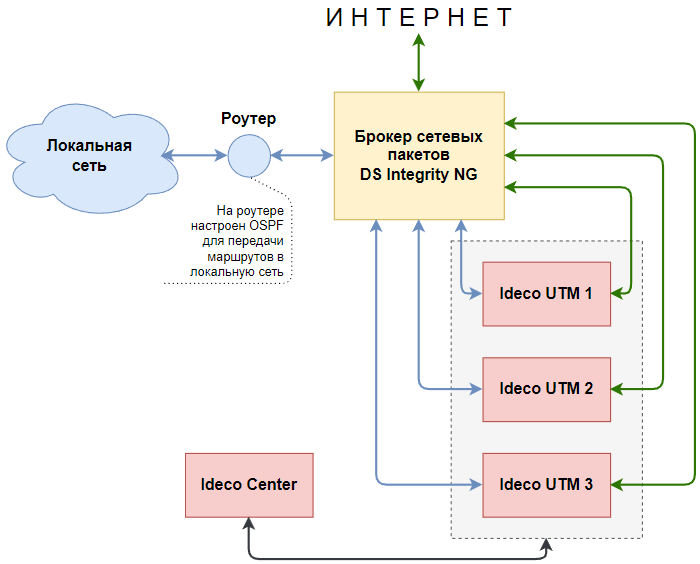 ИНТЕРНЕТ
Роутер
Локальная
сеть
Брокер сетевых
пакетов
DS Integrity NG
На роутере
настроен OSPF
для передачи
маршрутов в
локальную сеть
Ideco UTM 1
Ideco UTM 2
Ideco UTM 3
Ideco Center